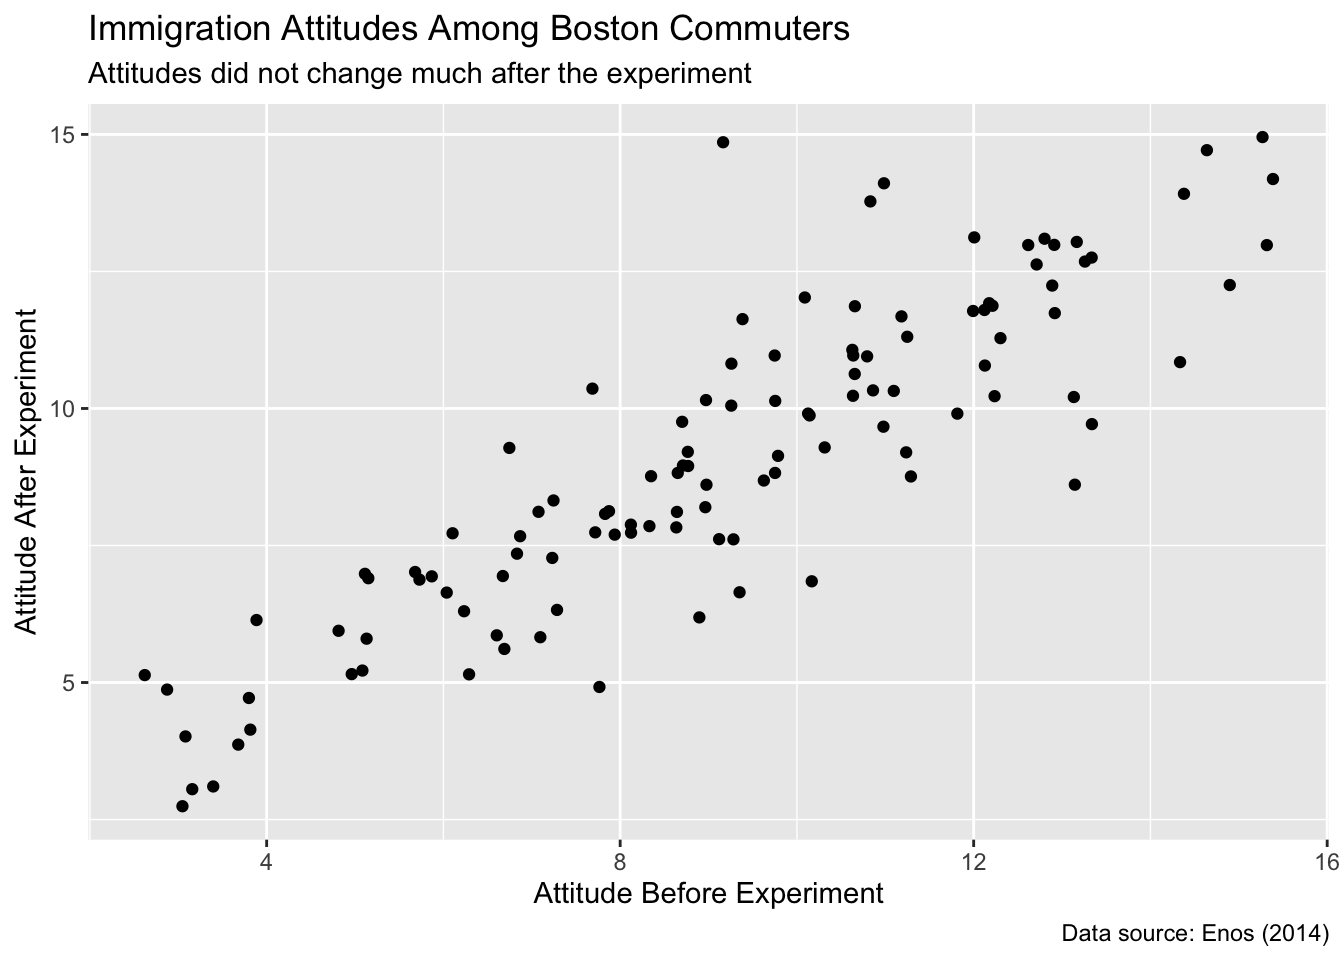 Immigration Attitudes Among Boston Commuters
Attitudes did not change much after the experiment
Attitude After Experiment
15
10
5
4 8 12 16
Attitude Before Experiment
Data source: Enos (2014)